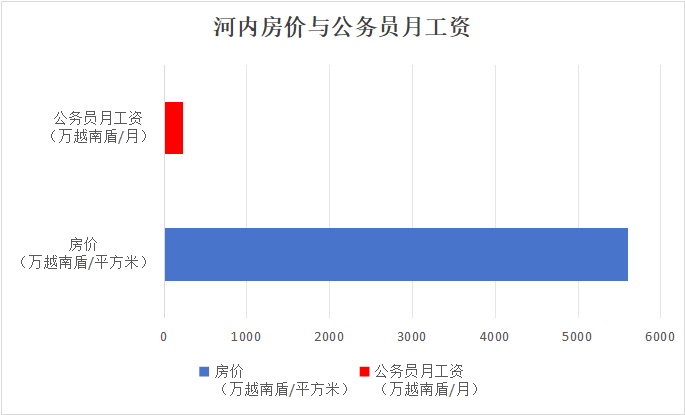 河内房价与公务员月工资
公务员月工资
（万越南盾/月）
房价
（万越南盾/平方米）
0 1000 2000 3000 4000 5000 6000
房价 公务员月工资
（万越南盾/平方米） （万越南盾/月）